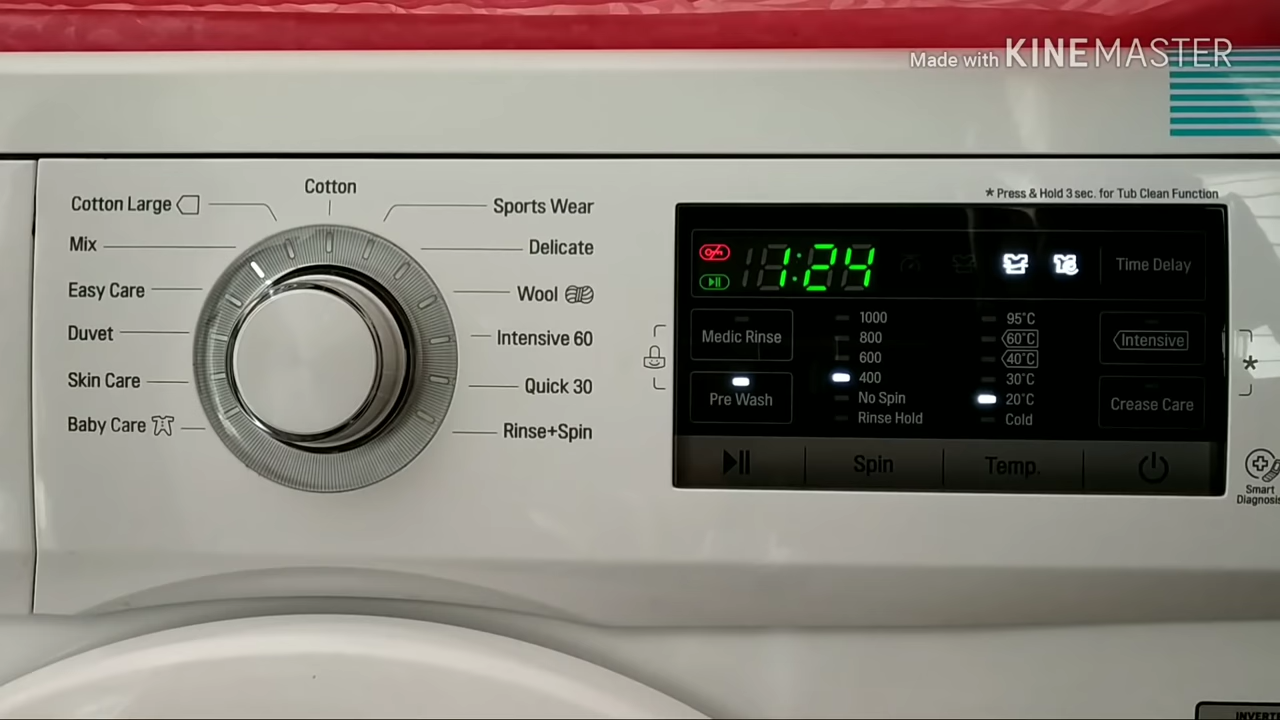 Made with KINEMASTER
Cotton
Cotton Large
Sports Wear
Mix
Delicate
Easy Care
Wool
Duvet
Intensive 60
Skin Care
Quick 30
Baby Care
Rinse+Spin
* Press & Hold 3 sec. for Tub Clean Function
1:24
Time Delay
Medic Rinse
Pre Wash
1000
800
600
400
No Spin
Rinse Hold
95°C
60°C
40°C
30°C
20°C
Cold
Intensive
Crease Care
*
Spin
Temp.
Smart
Diagnosis